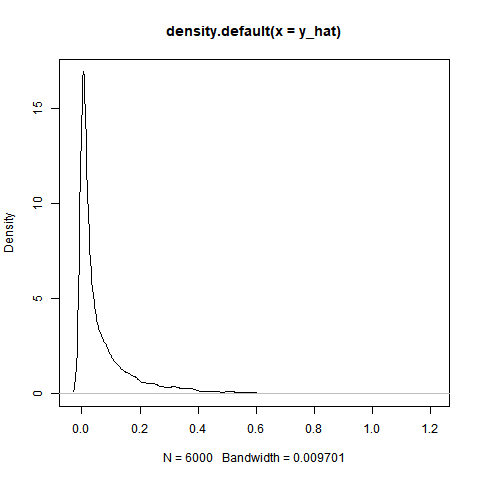 density.default(x = y_hat)
Density
0
5
10
15
0.0 0.2 0.4 0.6 0.8 1.0 1.2
N = 6000 Bandwidth = 0.009701